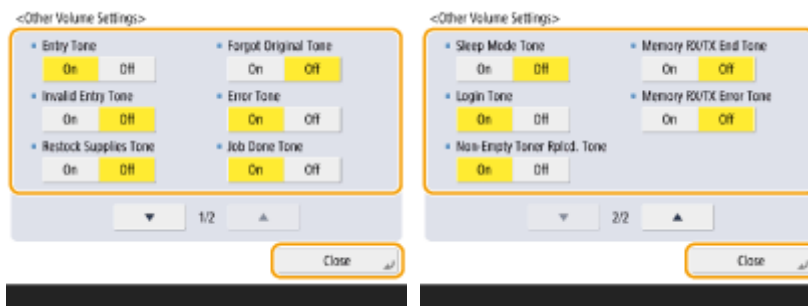 <Other Volume Settings>
Entry Tone
On Off
Forgot Original Tone
On Off
Invalid Entry Tone
On Off
Error Tone
On Off
Restock Supplies Tone
On Off
Job Done Tone
On Off
1/2
Close
<Other Volume Settings>
Sleep Mode Tone
On Off
Memory RX/TX End Tone
On Off
Login Tone
On Off
Memory RX/TX Error Tone
On Off
Non-Empty Toner Rplcd. Tone
On Off
2/2
Close